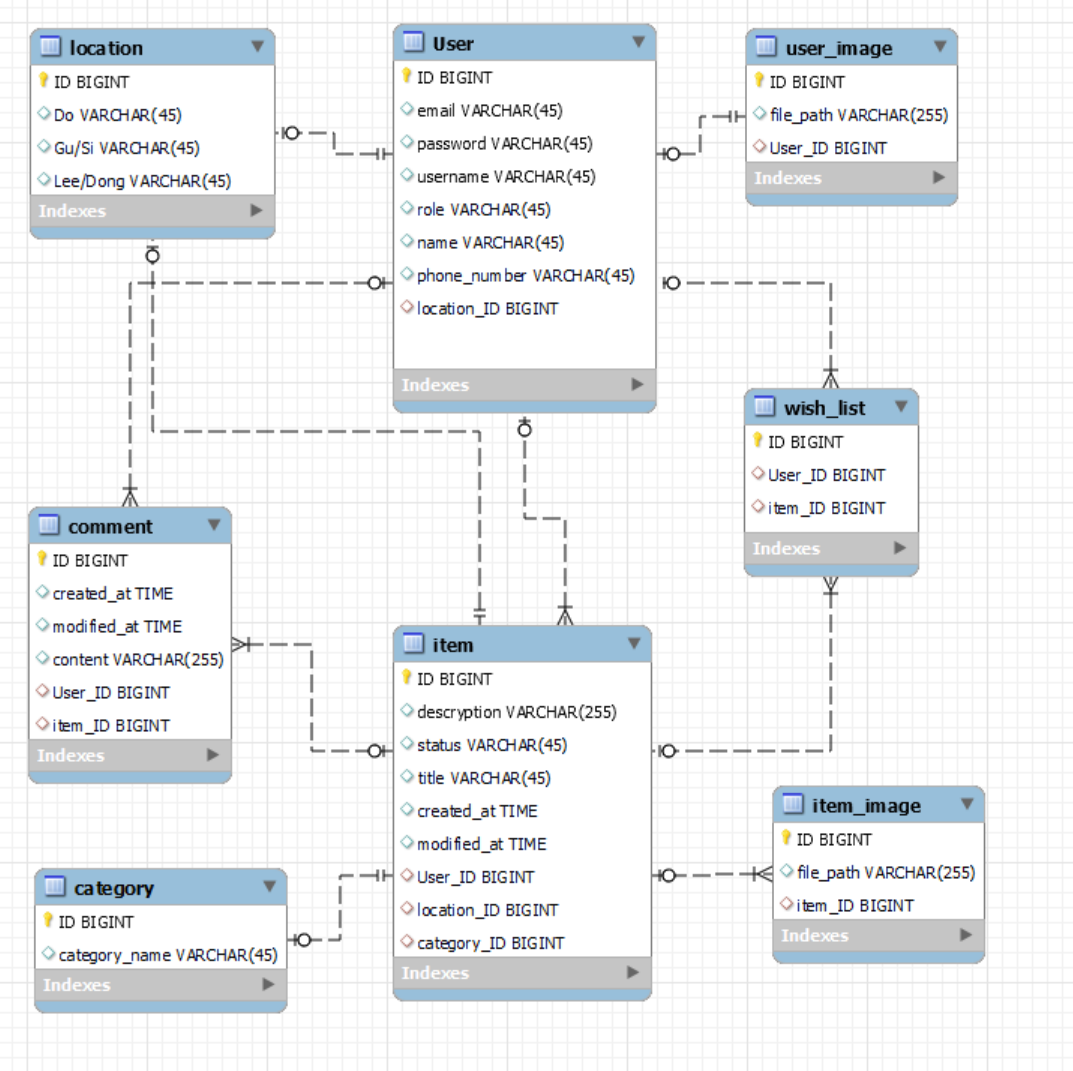 location
ID BIGINT
Do VARCHAR(45)
Gu/Si VARCHAR(45)
Lee/Dong VARCHAR(45)
Indexes
User
ID BIGINT
email VARCHAR(45)
password VARCHAR(45)
username VARCHAR(45)
role VARCHAR(45)
name VARCHAR(45)
phone_number VARCHAR(45)
location_ID BIGINT
Indexes
user_image
ID BIGINT
file_path VARCHAR(255)
User_ID BIGINT
Indexes
wish_list
ID BIGINT
User_ID BIGINT
item_ID BIGINT
Indexes
comment
ID BIGINT
created_at TIME
modified_at TIME
content VARCHAR(255)
User_ID BIGINT
item_ID BIGINT
Indexes
item
ID BIGINT
descryption VARCHAR(255)
status VARCHAR(45)
title VARCHAR(45)
created_at TIME
modified_at TIME
User_ID BIGINT
location_ID BIGINT
category_ID BIGINT
Indexes
item_image
ID BIGINT
file_path VARCHAR(255)
item_ID BIGINT
Indexes
category
ID BIGINT
category_name VARCHAR(45)
Indexes